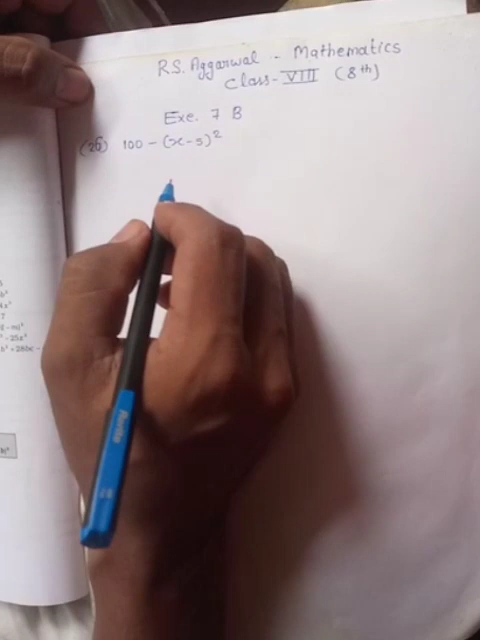 R.S. Aggarwal - Mathematics
Class - VIII (8th)
Exe. 7 B
(26) 100 - (x - 5)²